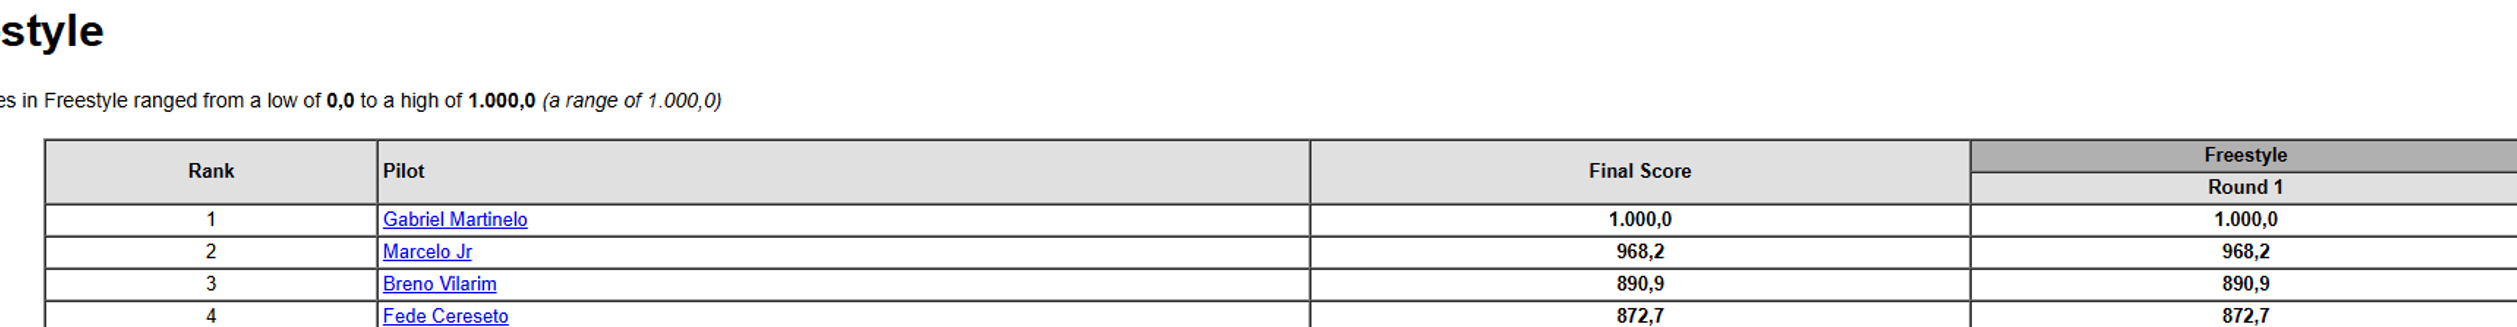 style
es in Freestyle ranged from a low of 0,0 to a high of 1.000,0 (a range of 1.000,0)
Rank Pilot Final Score Freestyle
Round 1
1 Gabriel Martinelo 1.000,0 1.000,0
2 Marcelo Jr 968,2 968,2
3 Breno Vilarim 890,9 890,9
4 Fede Cereseto 872,7 872,7